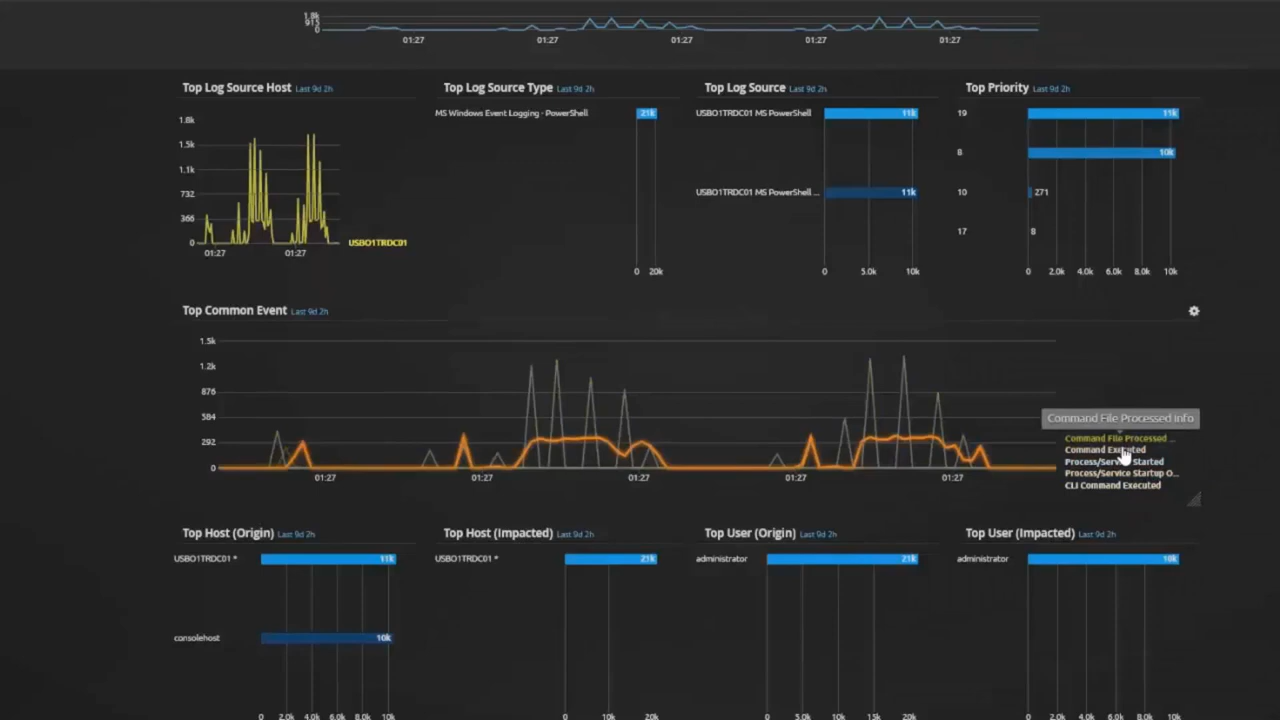 1.8k
915
0
01:27 01:27 01:27 01:27 01:27
Top Log Source Host Last 9d 2h
1.8k
1.5k
1.1k
732
366
0
01:27 01:27
USBO1TRDC01
Top Log Source Type Last 9d 2h
MS Windows Event Logging - PowerShell 21k
0 20k
Top Log Source Last 9d 2h
USBO1TRDC01 MS PowerShell 11k
USBO1TRDC01 MS PowerShell ... 11k
0 5.0k 10k
Top Priority Last 9d 2h
19 11k
8 10k
10 271
17 8
0 2.0k 4.0k 6.0k 8.0k 10k
Top Common Event Last 9d 2h
1.5k
1.2k
876
584
292
0
01:27 01:27 01:27 01:27 01:27
Command File Processed Info
Command File Processed ...
Command Executed
Process/Service Started
Process/Service Startup O...
CLI Command Executed
Top Host (Origin) Last 9d 2h
USBO1TRDC01 * 11k
consolehost 10k
0 2.0k 4.0k 6.0k 8.0k 10k
Top Host (Impacted) Last 9d 2h
USBO1TRDC01 * 21k
0 10k 20k
Top User (Origin) Last 9d 2h
administrator 21k
0 5.0k 10k 15k 20k
Top User (Impacted) Last 9d 2h
administrator 10k
0 2.0k 4.0k 6.0k 8.0k 10k